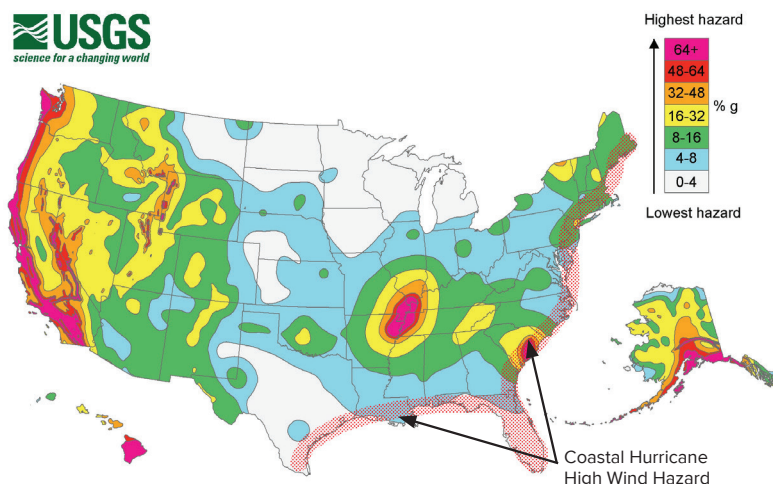 USGS
science for a changing world
Highest hazard
64+
48-64
32-48
16-32
8-16
4-8
0-4
% g
Lowest hazard
Coastal Hurricane
High Wind Hazard